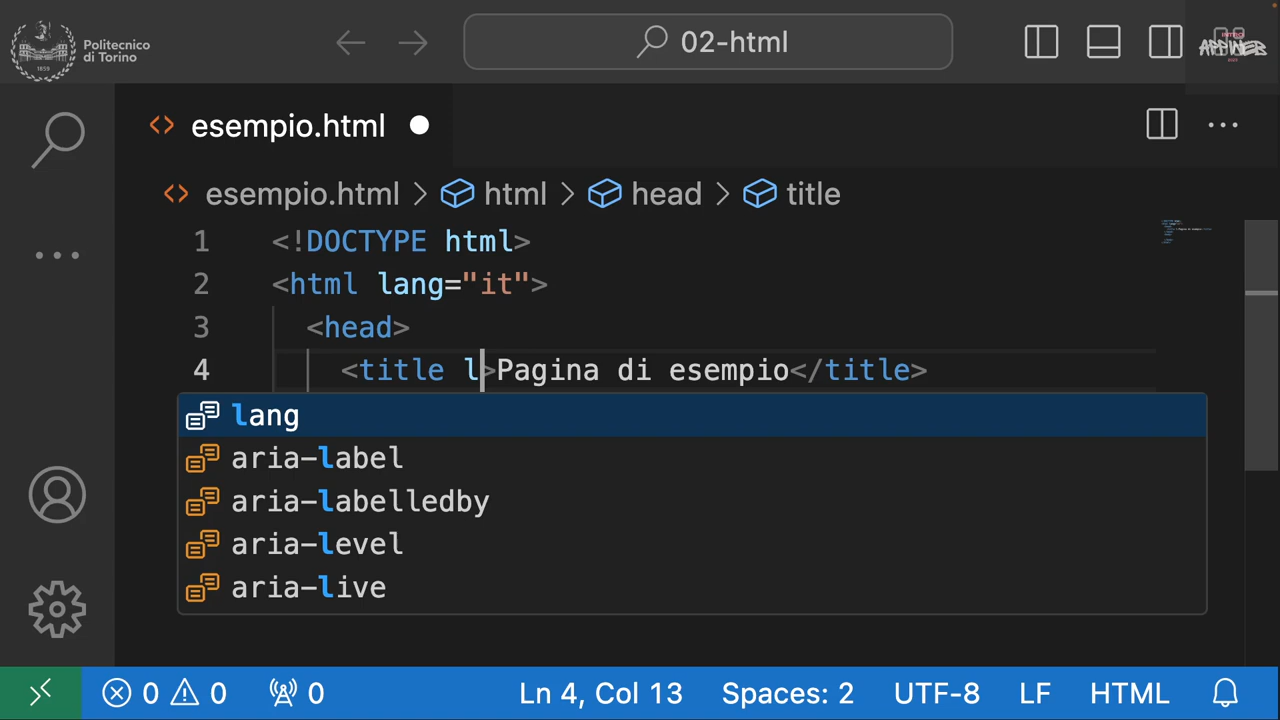 Politecnico
di Torino
1859
02-html
APPINER
esempio.html
esempio.html > html > head > title
1 <!DOCTYPE html>
2 <html lang="it">
3 <head>
4 <title l>Pagina di esempio</title>
lang
aria-label
aria-labelledby
aria-level
aria-live
0 0 0 Ln 4, Col 13 Spaces: 2 UTF-8 LF HTML